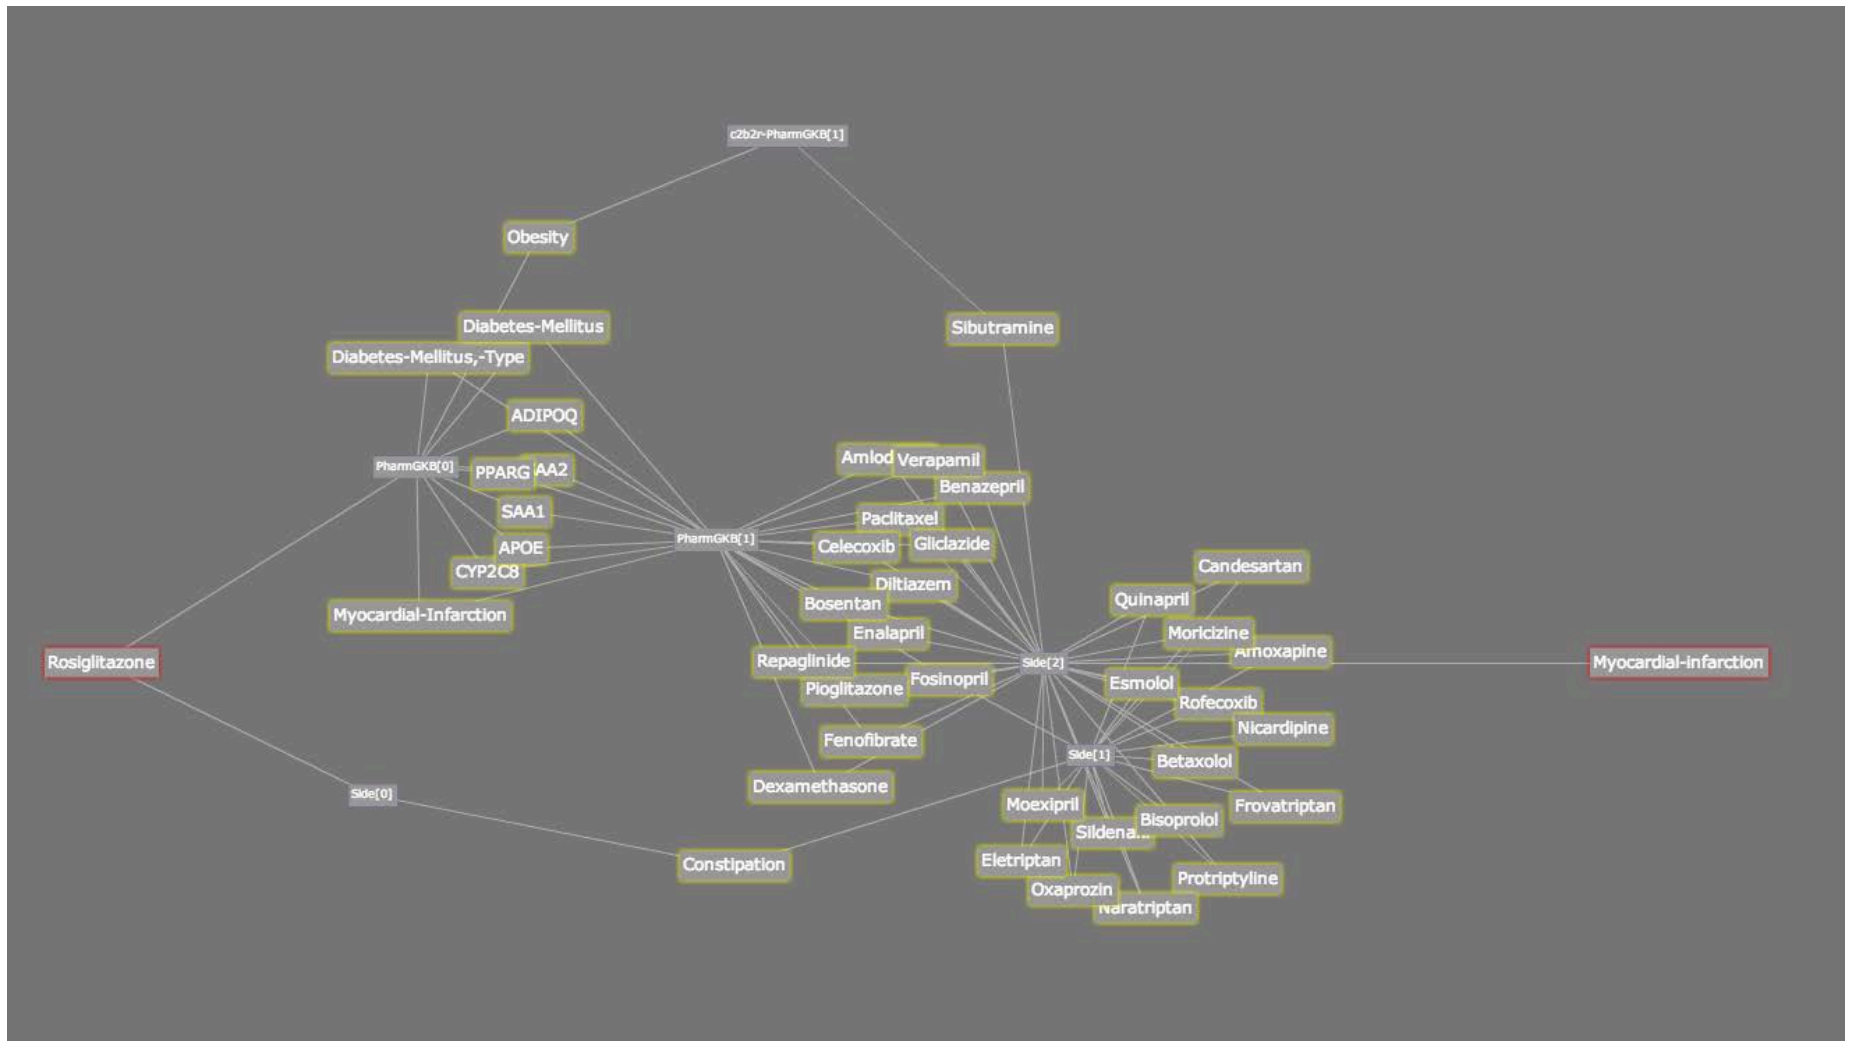 c2b2r-PharmGKB[1]
Obesity
Diabetes-Mellitus
Sibutramine
Diabetes-Mellitus,-Type
ADIPOQ
PharmGKB[0]
PPARG
AA2
Verapamil
Amlod
Benazepril
SAA1
Paclitaxel
PharmGKB[1]
APOE
Celecoxib
Gliclazide
CYP2C8
Candesartan
Diltiazem
Quinapril
Bosentan
Myocardial-Infarction
Enalapril
Moricizine
Amoxapine
Rosiglitazone
Repaglinide
Side[2]
Myocardial-infarction
Pioglitazone
Fosinopril
Esmolol
Rofecoxib
Nicardipine
Fenofibrate
Side[1]
Betaxolol
Dexamethasone
Side[0]
Moexipril
Frovatriptan
Bisoprolol
Sildena...
Constipation
Eletriptan
Oxaprozin
Protriptyline
Naratriptan